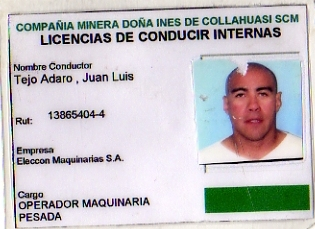 COMPAÑIA MINERA DOÑA INES DE COLLAHUASI SCM
LICENCIAS DE CONDUCIR INTERNAS
Nombre Conductor
Tejo Adaro , Juan Luis
Rut: 13865404-4
Empresa
Eleccon Maquinarias S.A.
Cargo
OPERADOR MAQUINARIA
PESADA